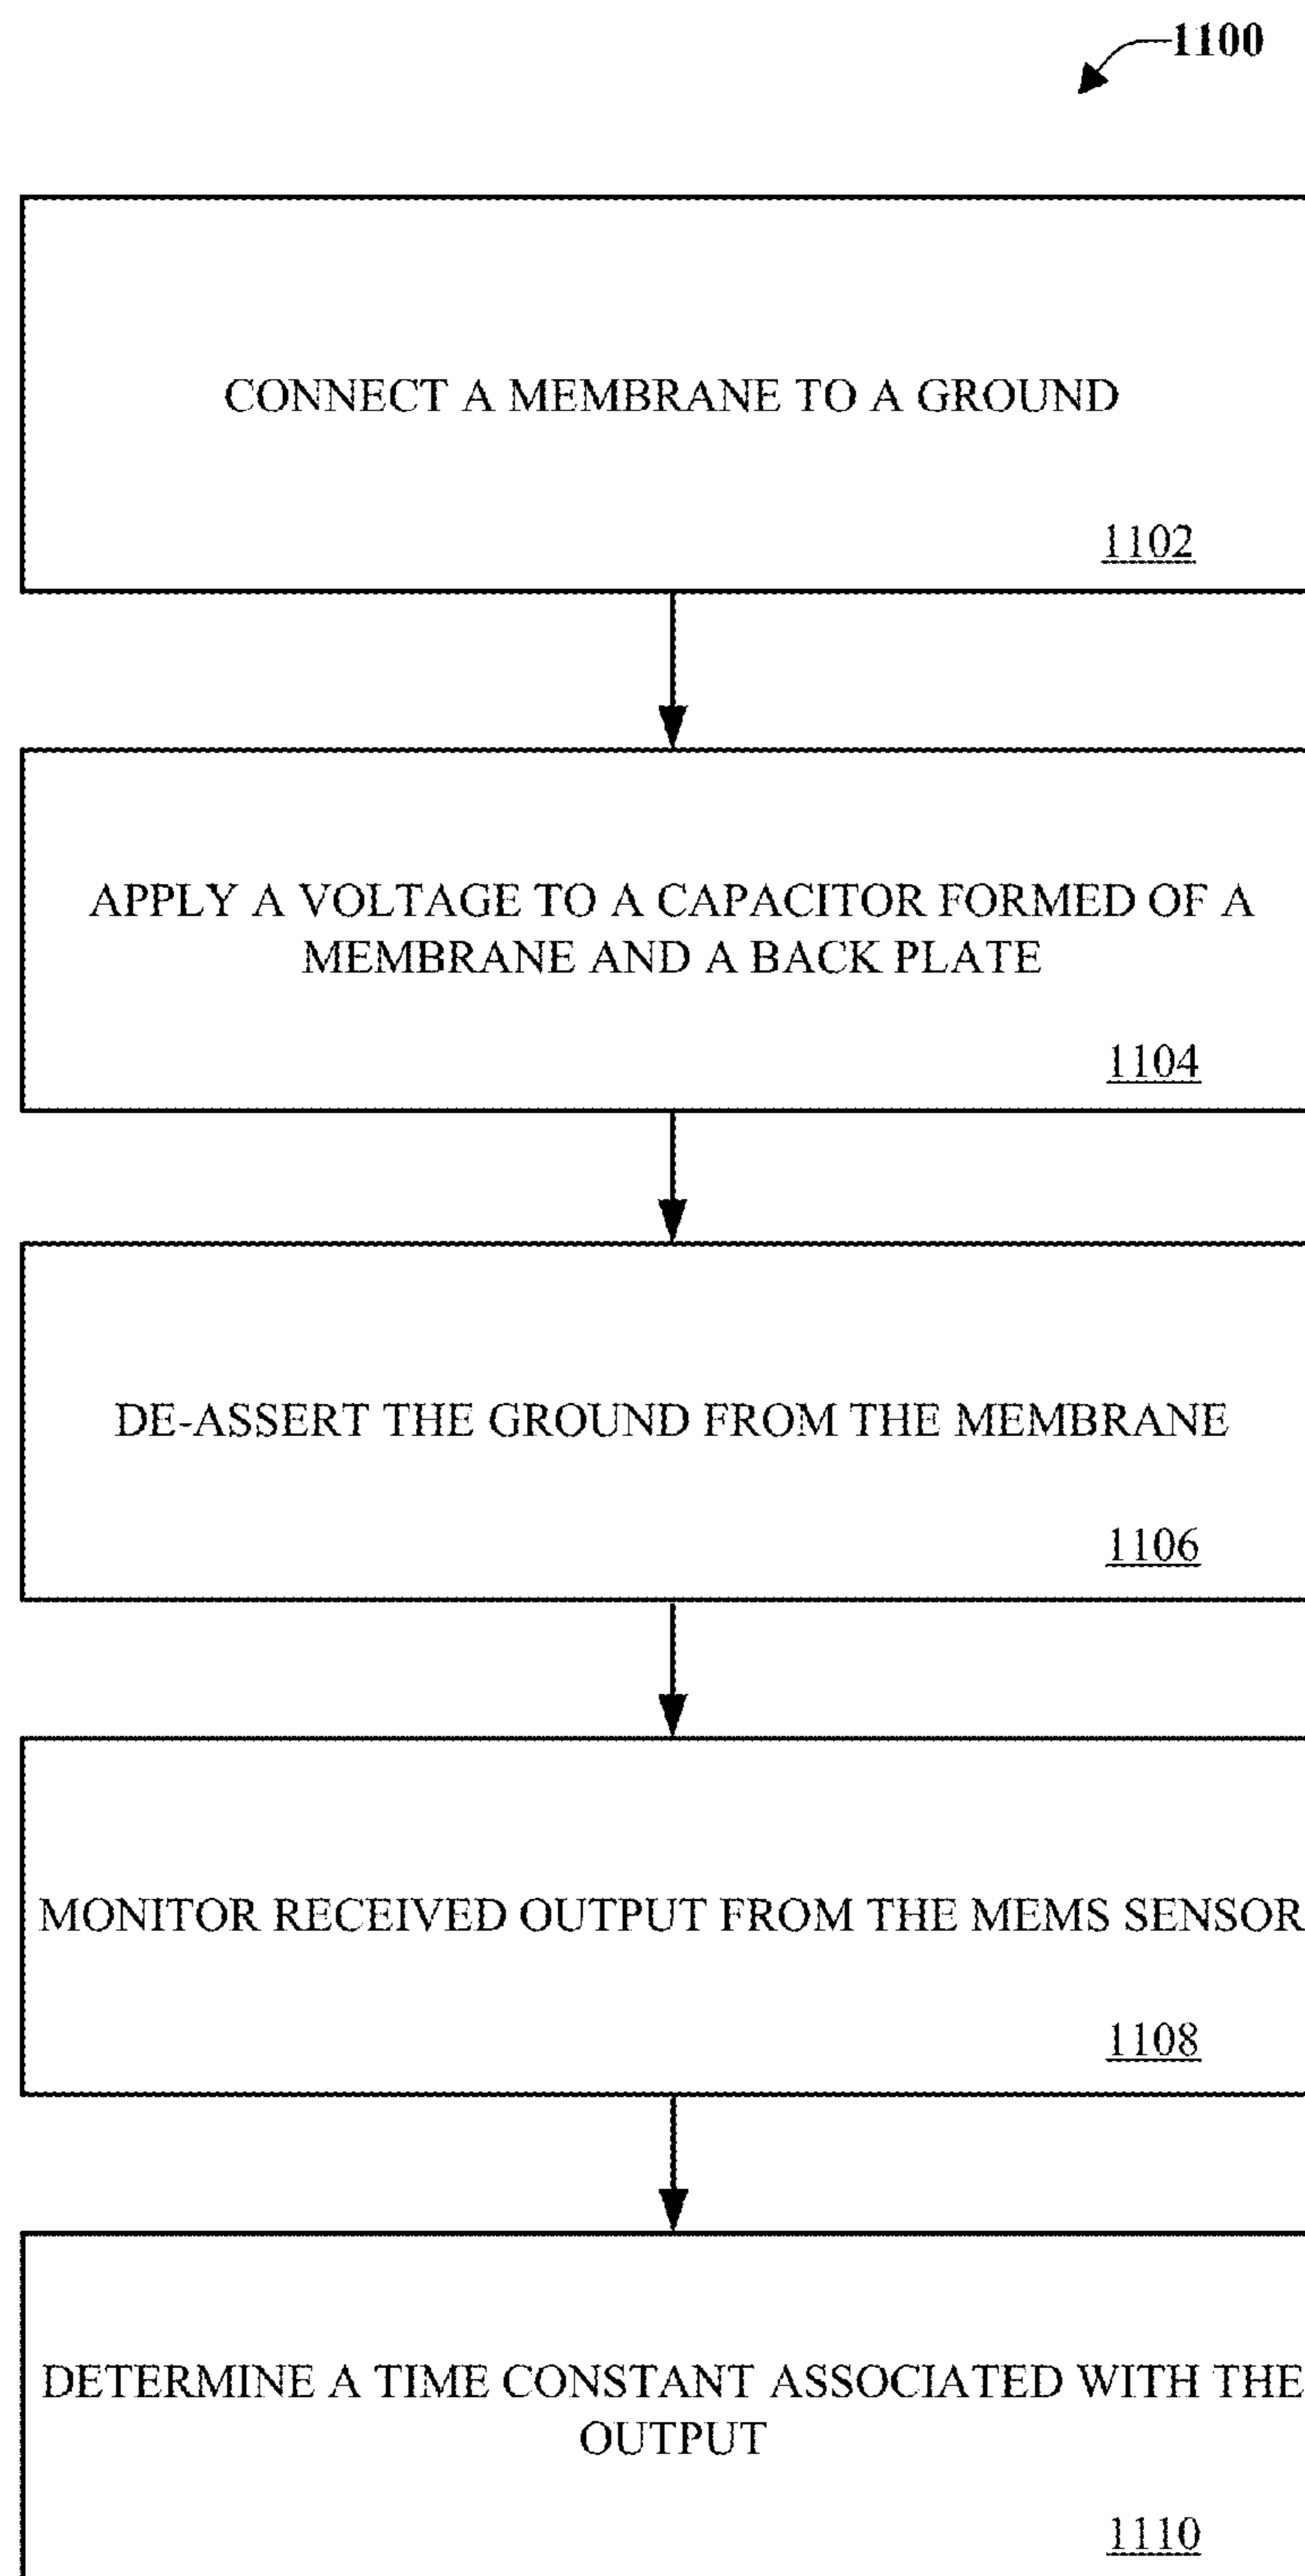 1100
CONNECT A MEMBRANE TO A GROUND
1102
APPLY A VOLTAGE TO A CAPACITOR FORMED OF A
MEMBRANE AND A BACK PLATE
1104
DE-ASSERT THE GROUND FROM THE MEMBRANE
1106
MONITOR RECEIVED OUTPUT FROM THE MEMS SENSOR
1108
DETERMINE A TIME CONSTANT ASSOCIATED WITH THE
OUTPUT
1110